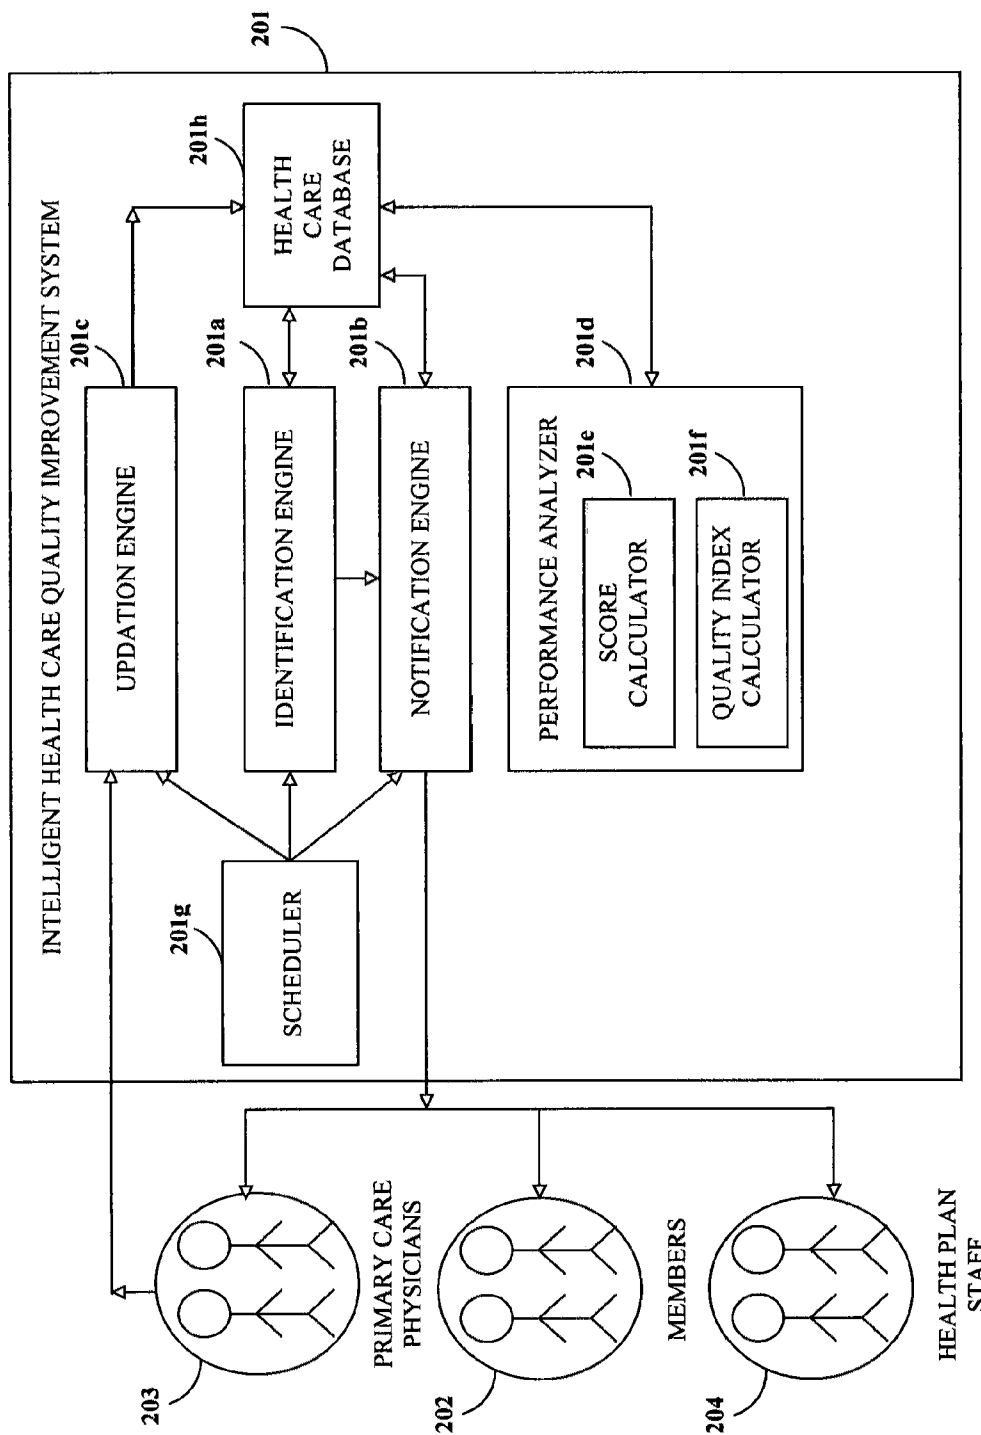 INTELLIGENT HEALTH CARE QUALITY IMPROVEMENT SYSTEM
201
203
PRIMARY CARE
PHYSICIANS
202
MEMBERS
204
HEALTH PLAN
STAFF
201g
SCHEDULER
201c
UPDATION ENGINE
201a
IDENTIFICATION ENGINE
201b
NOTIFICATION ENGINE
201h
HEALTH
CARE
DATABASE
201d
PERFORMANCE ANALYZER
201e
SCORE
CALCULATOR
201f
QUALITY INDEX
CALCULATOR